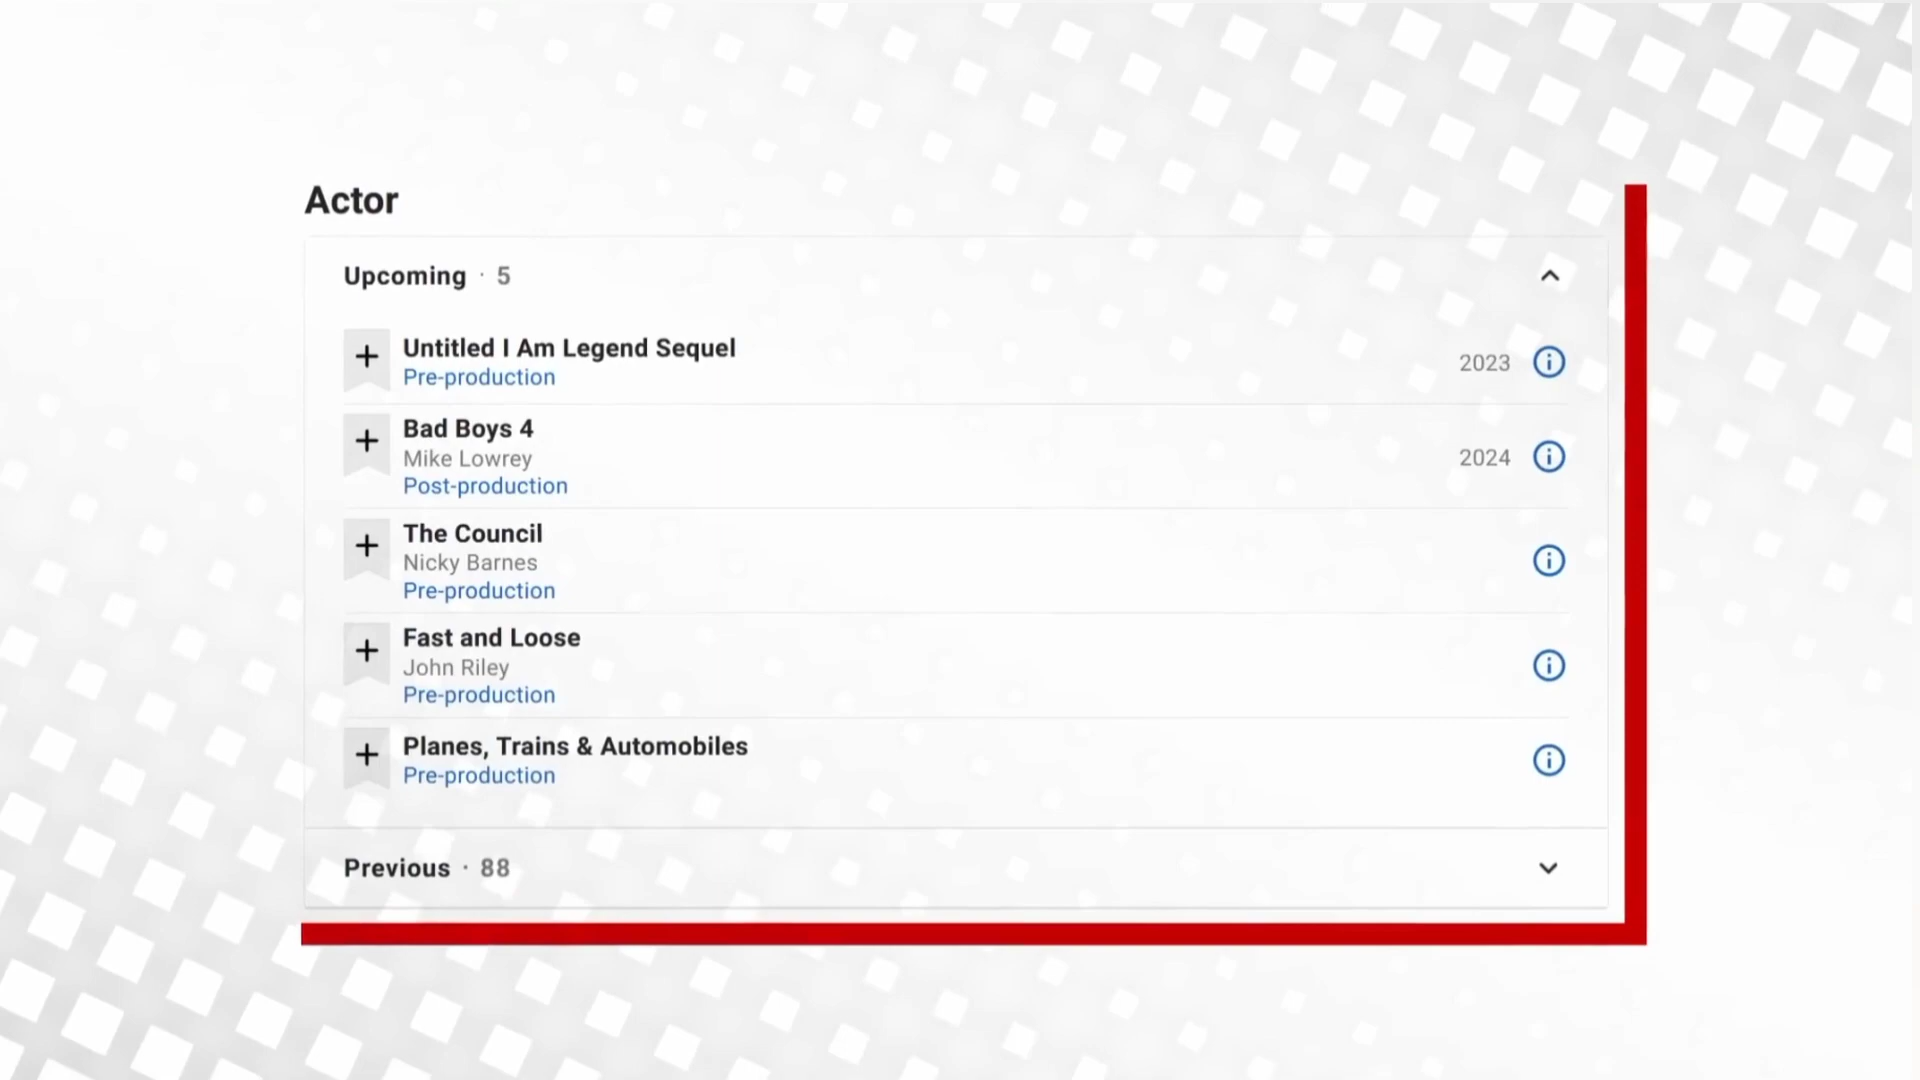 Actor
Upcoming · 5
Untitled I Am Legend Sequel
Pre-production
2023
Bad Boys 4
Mike Lowrey
Post-production
2024
The Council
Nicky Barnes
Pre-production
Fast and Loose
John Riley
Pre-production
Planes, Trains & Automobiles
Pre-production
Previous · 88